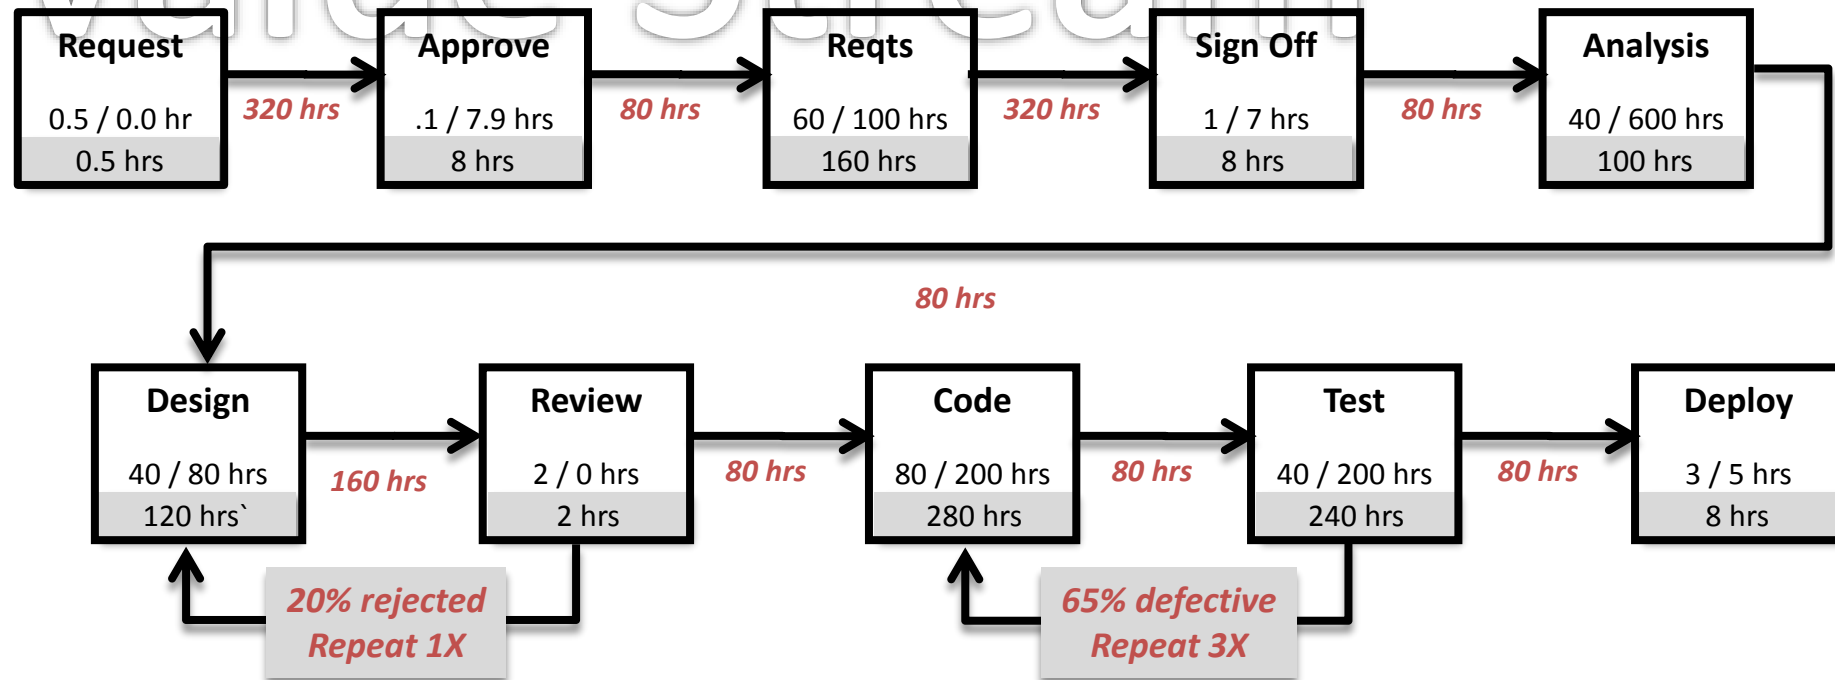 Value Stream
Request
0.5 / 0.0 hr
0.5 hrs
320 hrs
Approve
.1 / 7.9 hrs
8 hrs
80 hrs
Reqts
60 / 100 hrs
160 hrs
320 hrs
Sign Off
1 / 7 hrs
8 hrs
80 hrs
Analysis
40 / 600 hrs
100 hrs
80 hrs
Design
40 / 80 hrs
120 hrs`
160 hrs
Review
2 / 0 hrs
2 hrs
80 hrs
Code
80 / 200 hrs
280 hrs
80 hrs
Test
40 / 200 hrs
240 hrs
80 hrs
Deploy
3 / 5 hrs
8 hrs
20% rejected
Repeat 1X
65% defective
Repeat 3X